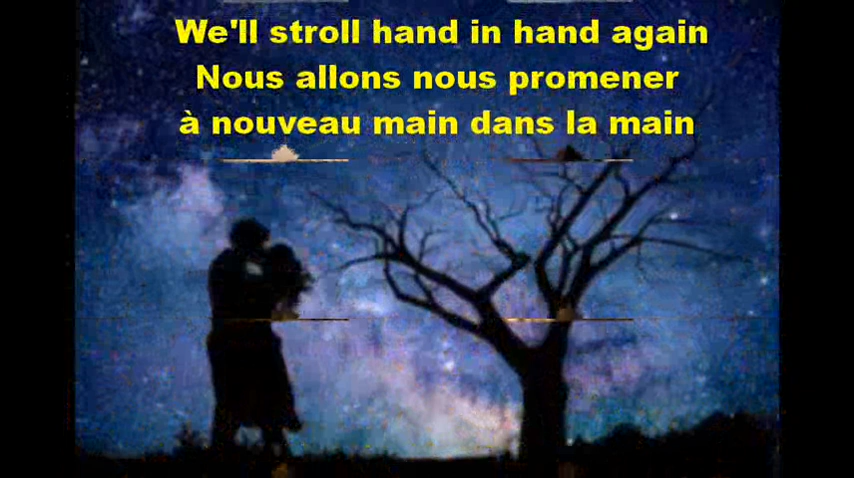 We'll stroll hand in hand again
Nous allons nous promener
à nouveau main dans la main